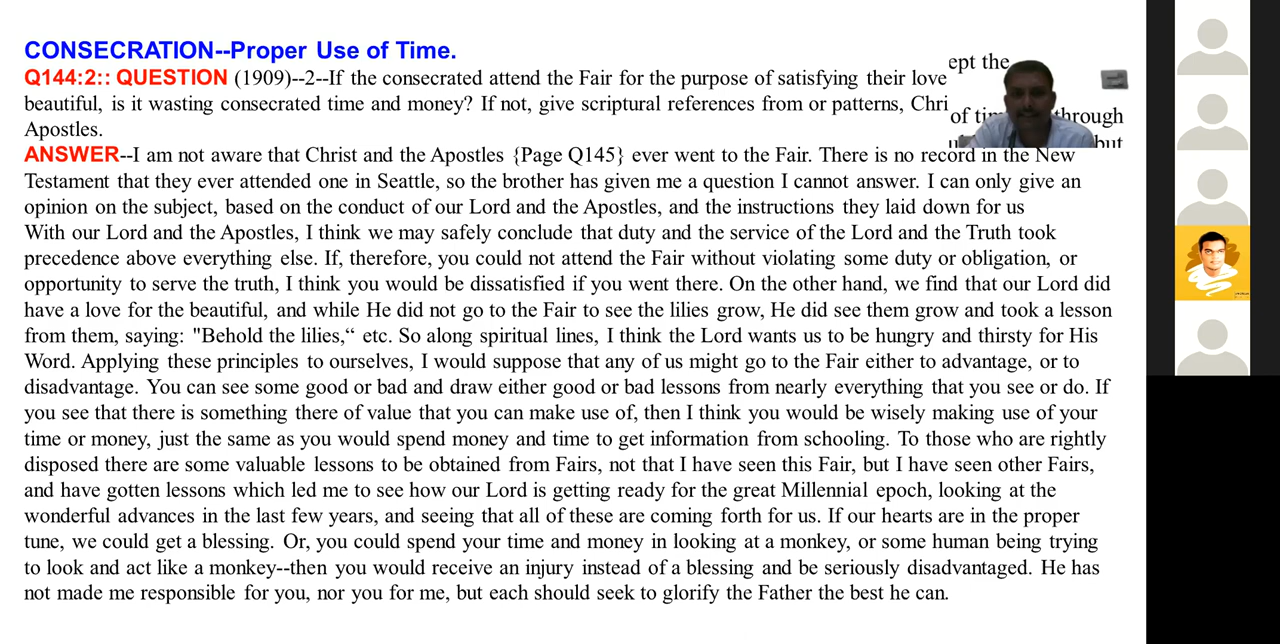 CONSECRATION--Proper Use of Time.
Q144:2:: QUESTION (1909)--2--If the consecrated attend the Fair for the purpose of satisfying their love
ept the
beautiful, is it wasting consecrated time and money? If not, give scriptural references from or patterns, Chri
of through
Apostles.
but
ANSWER--I am not aware that Christ and the Apostles {Page Q145} ever went to the Fair. There is no record in the New
Testament that they ever attended one in Seattle, so the brother has given me a question I cannot answer. I can only give an
opinion on the subject, based on the conduct of our Lord and the Apostles, and the instructions they laid down for us
With our Lord and the Apostles, I think we may safely conclude that duty and the service of the Lord and the Truth took
precedence above everything else. If, therefore, you could not attend the Fair without violating some duty or obligation, or
opportunity to serve the truth, I think you would be dissatisfied if you went there. On the other hand, we find that our Lord did
have a love for the beautiful, and while He did not go to the Fair to see the lilies grow, He did see them grow and took a lesson
from them, saying: "Behold the lilies,“ etc. So along spiritual lines, I think the Lord wants us to be hungry and thirsty for His
Word. Applying these principles to ourselves, I would suppose that any of us might go to the Fair either to advantage, or to
disadvantage. You can see some good or bad and draw either good or bad lessons from nearly everything that you see or do. If
you see that there is something there of value that you can make use of, then I think you would be wisely making use of your
time or money, just the same as you would spend money and time to get information from schooling. To those who are rightly
disposed there are some valuable lessons to be obtained from Fairs, not that I have seen this Fair, but I have seen other Fairs,
and have gotten lessons which led me to see how our Lord is getting ready for the great Millennial epoch, looking at the
wonderful advances in the last few years, and seeing that all of these are coming forth for us. If our hearts are in the proper
tune, we could get a blessing. Or, you could spend your time and money in looking at a monkey, or some human being trying
to look and act like a monkey--then you would receive an injury instead of a blessing and be seriously disadvantaged. He has
not made me responsible for you, nor you for me, but each should seek to glorify the Father the best he can.